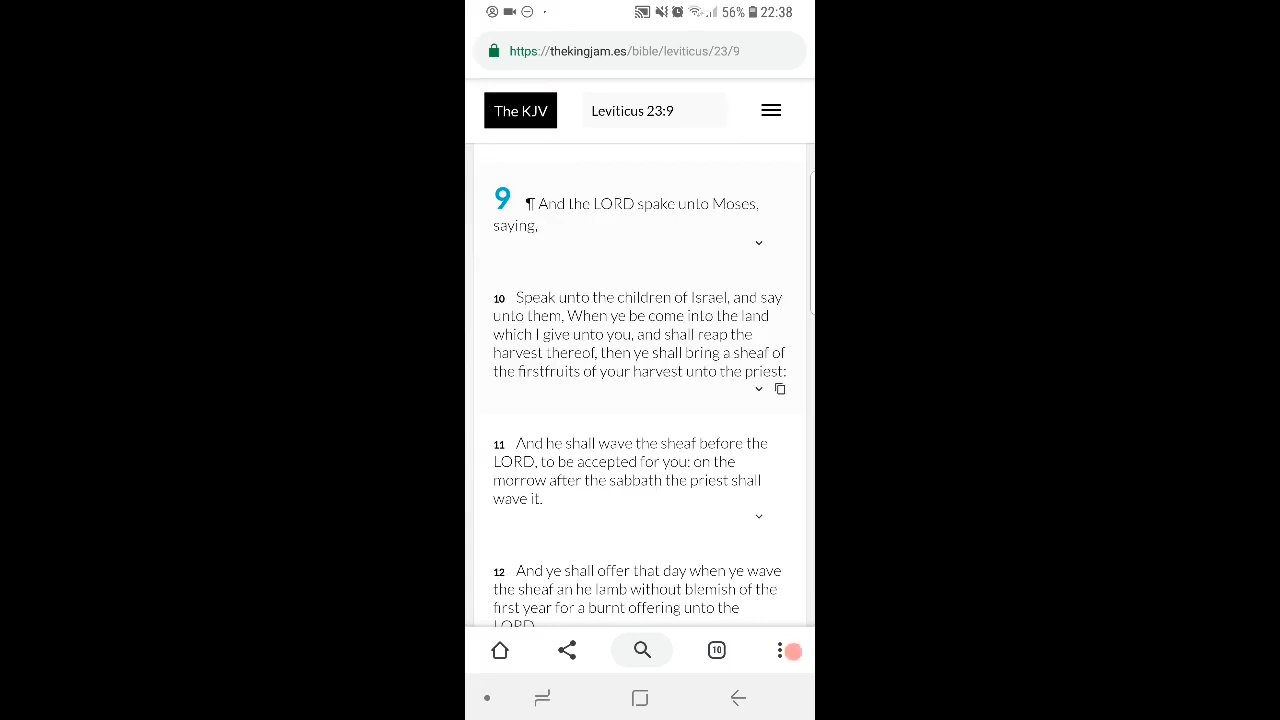 56% 22:38
https://thekingjam.es/bible/leviticus/23/9
The KJV
Leviticus 23:9
9 ¶ And the LORD spake unto Moses,
saying,
10 Speak unto the children of Israel, and say
unto them, When ye be come into the land
which I give unto you, and shall reap the
harvest thereof, then ye shall bring a sheaf of
the firstfruits of your harvest unto the priest:
11 And he shall wave the sheaf before the
LORD, to be accepted for you: on the
morrow after the sabbath the priest shall
wave it.
12 And ye shall offer that day when ye wave
the sheaf an he lamb without blemish of the
first year for a burnt offering unto the
LORD.
10